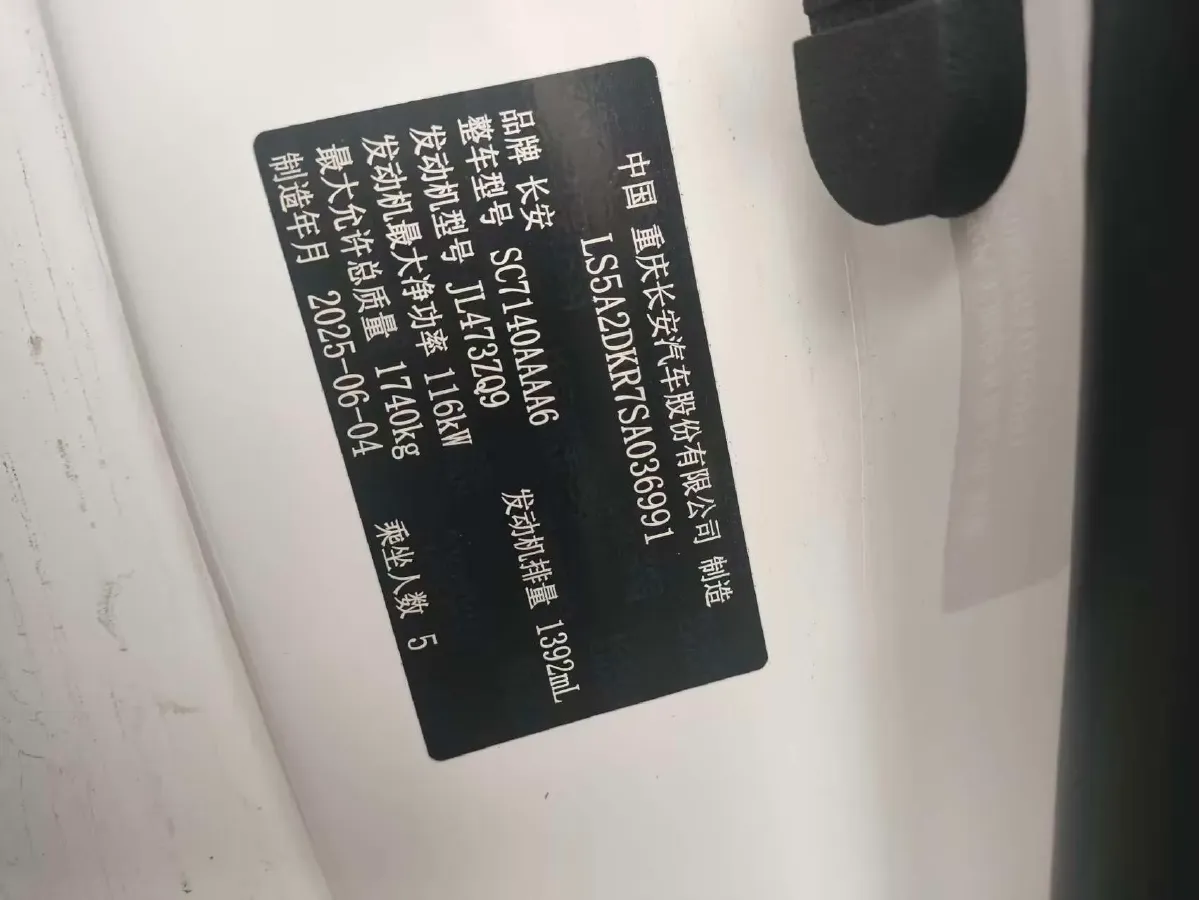 中国 重庆长安汽车股份有限公司 制造
LS5A2DKR7SA036991
品牌 长安
整车型号 SC7140AAAA6
发动机型号 JL473ZQ9 发动机排量 1392mL
发动机最大净功率 116kW
最大允许总质量 1740kg
制造年月 2025-06-04 乘坐人数 5